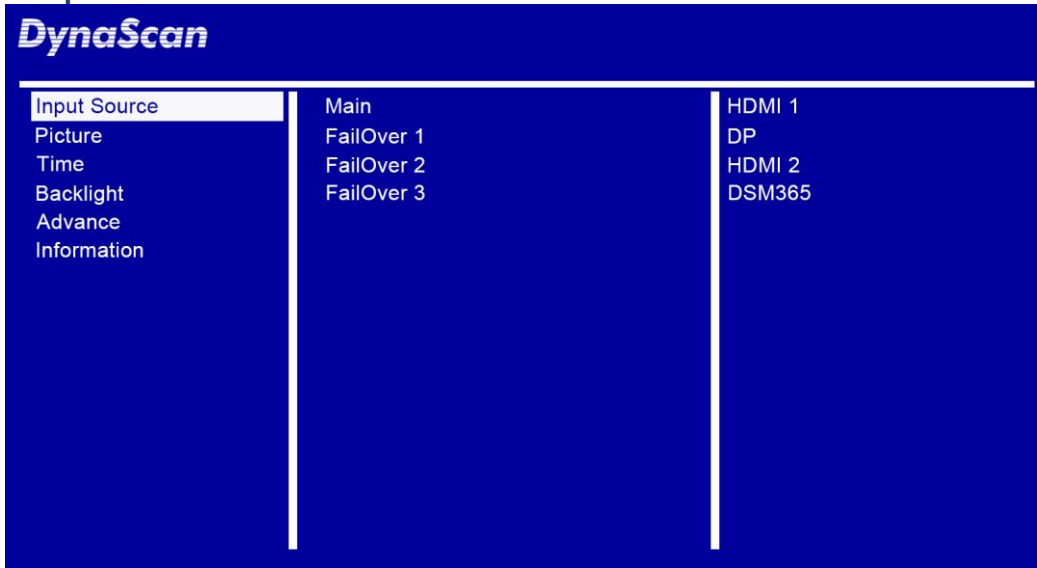 DynaScan
Input Source Main HDMI 1
Picture FailOver 1 DP
Time FailOver 2 HDMI 2
Backlight FailOver 3 DSM365
Advance
Information